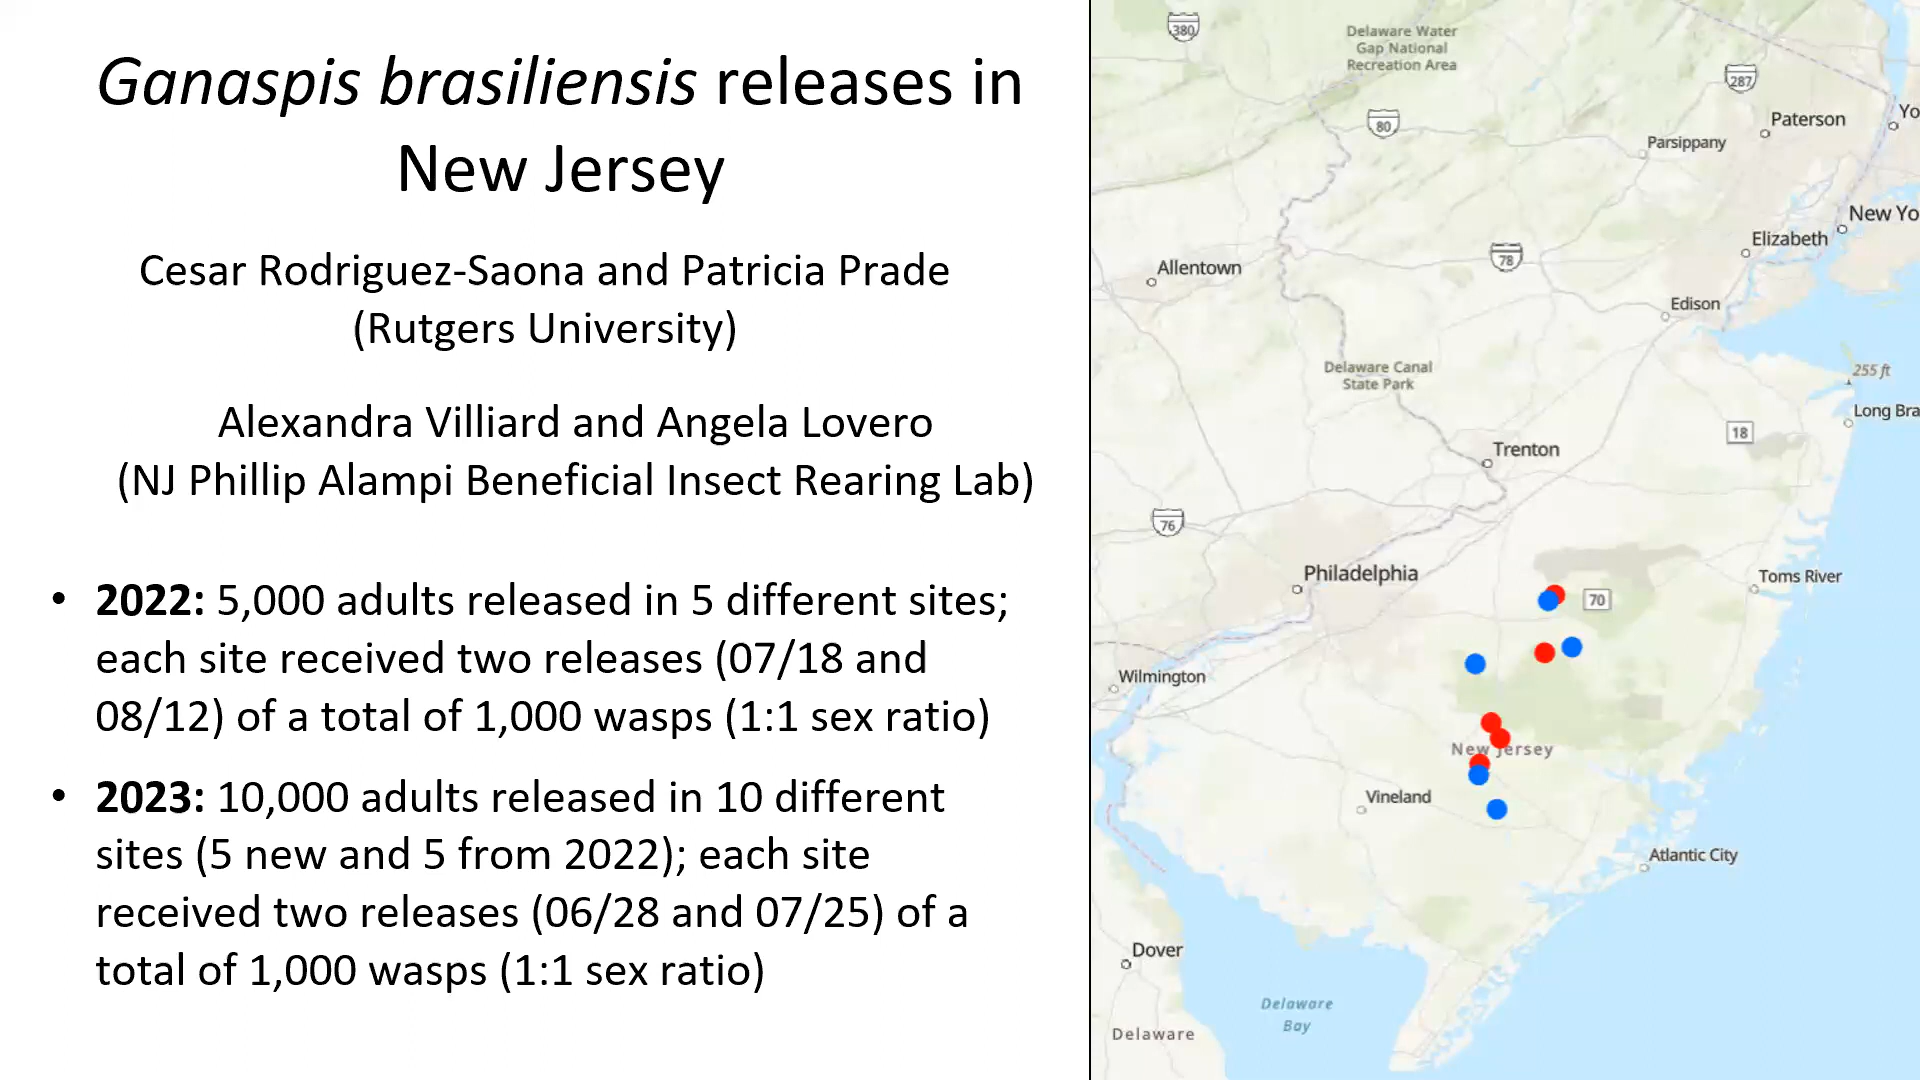 Ganaspis brasiliensis releases in
New Jersey
Cesar Rodriguez-Saona and Patricia Prade
(Rutgers University)
Alexandra Villiard and Angela Lovero
(NJ Phillip Alampi Beneficial Insect Rearing Lab)
• 2022: 5,000 adults released in 5 different sites;
each site received two releases (07/18 and
08/12) of a total of 1,000 wasps (1:1 sex ratio)
• 2023: 10,000 adults released in 10 different
sites (5 new and 5 from 2022); each site
received two releases (06/28 and 07/25) of a
total of 1,000 wasps (1:1 sex ratio)
380
Delaware Water
Gap National
Recreation Area
287
80
Paterson
Yo
Parsippany
New Yo
Elizabeth
78
Allentown
Edison
Delaware Canal
State Park
255 ft
Long Bra
18
Trenton
76
Philadelphia
Toms River
70
Wilmington
New Jersey
Vineland
Atlantic City
Dover
Delaware
Bay
Delaware